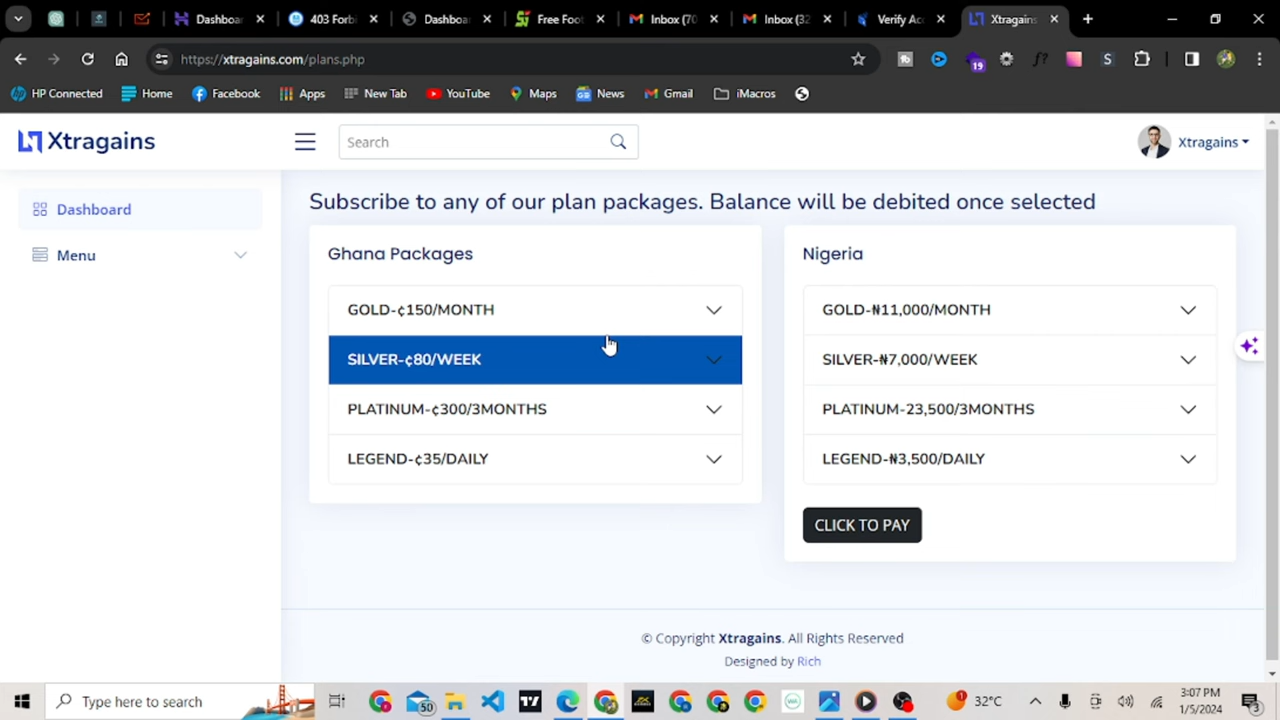 Dashboar
403 Forb
Dashboar
Free Foo
Inbox (70
Inbox (32
Verify Acc
Xtragains
https://xtragains.com/plans.php
19
f?
S
HP Connected
Home
Facebook
Apps
New Tab
YouTube
Maps
News
Gmail
iMacros
Xtragains
Search
Xtragains
Dashboard
Menu
Subscribe to any of our plan packages. Balance will be debited once selected
Ghana Packages
GOLD-¢150/MONTH
SILVER-¢80/WEEK
PLATINUM-¢300/3MONTHS
LEGEND-¢35/DAILY
Nigeria
GOLD-₦11,000/MONTH
SILVER-₦7,000/WEEK
PLATINUM-23,500/3MONTHS
LEGEND-₦3,500/DAILY
CLICK TO PAY
© Copyright Xtragains. All Rights Reserved
Designed by Rich
Type here to search
50
32°C
3:07 PM
1/5/2024
3